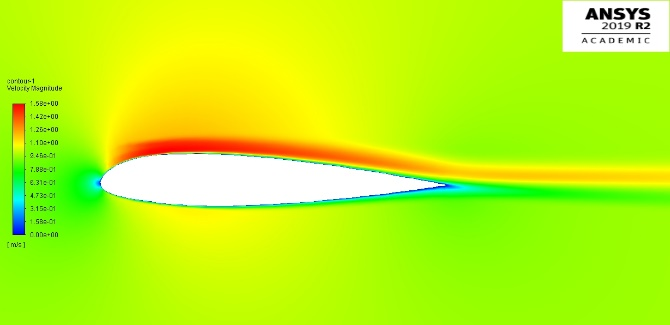 ANSYS
2019 R2
ACADEMIC
contour-1
Velocity Magnitude
1.58e+00
1.42e+00
1.26e+00
1.10e+00
9.46e-01
7.88e-01
6.31e-01
4.73e-01
3.15e-01
1.58e-01
0.00e+00
[ m/s ]